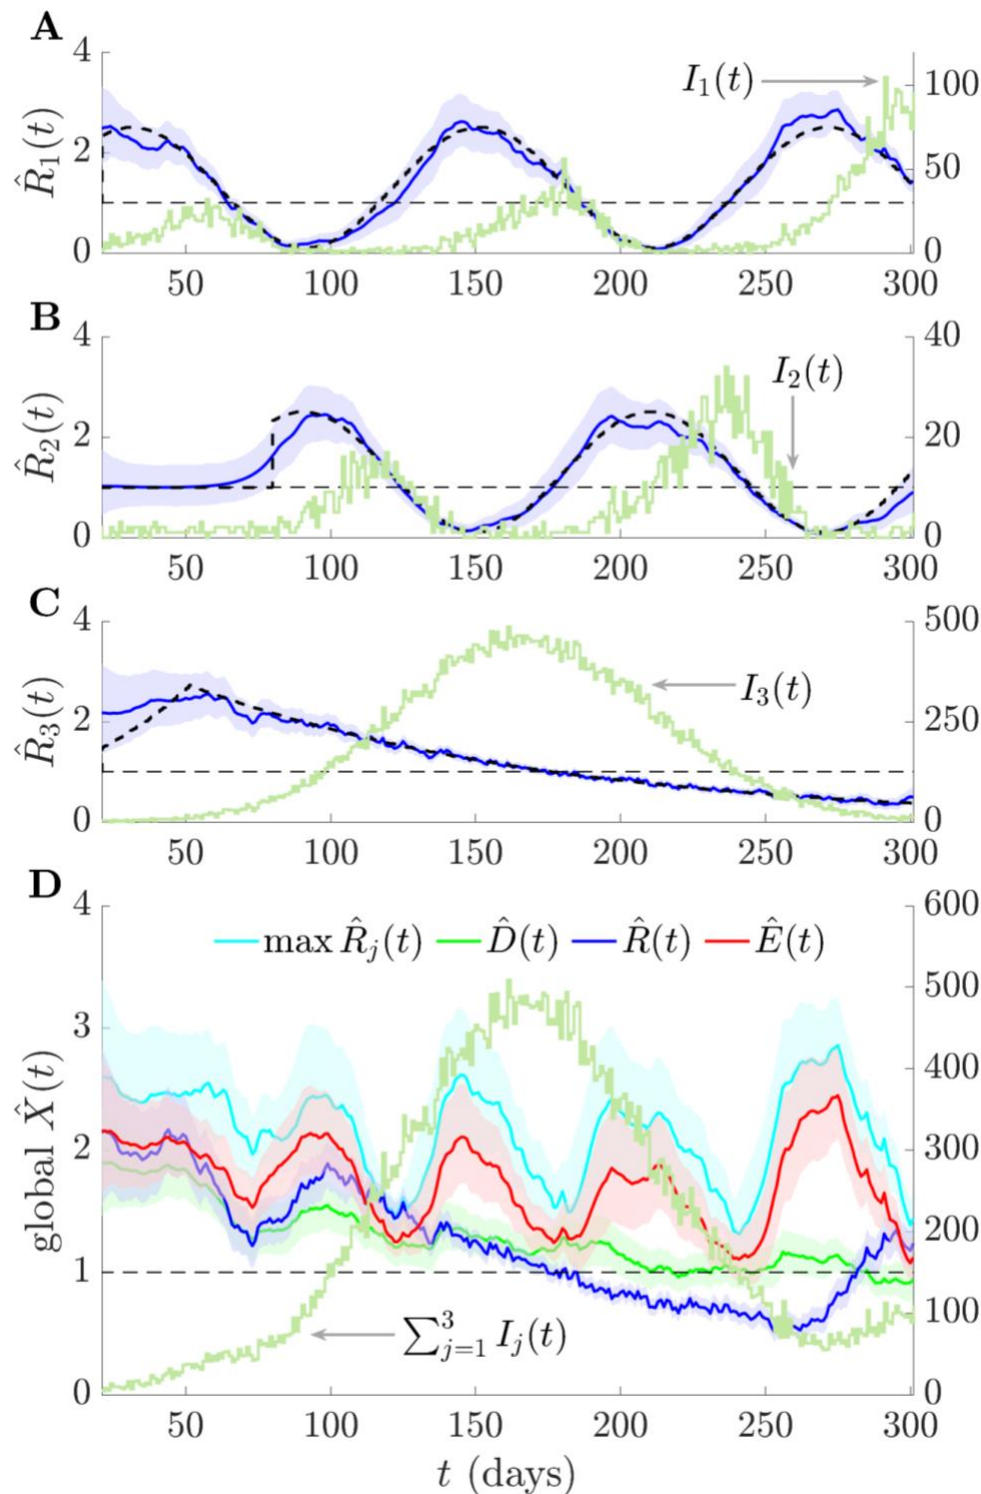 A
4
2
0
R̂₁(t)
I₁(t)
100
50
0
50 100 150 200 250 300
B
4
2
0
R̂₂(t)
I₂(t)
40
20
0
50 100 150 200 250 300
C
4
2
0
R̂₃(t)
I₃(t)
500
250
0
50 100 150 200 250 300
D
4
3
2
1
0
global X̂(t)
max R̂ⱼ(t) D̂(t) R̂(t) Ê(t)
∑³ⱼ₌₁ Iⱼ(t)
600
500
400
300
200
100
0
50 100 150 200 250 300
t (days)